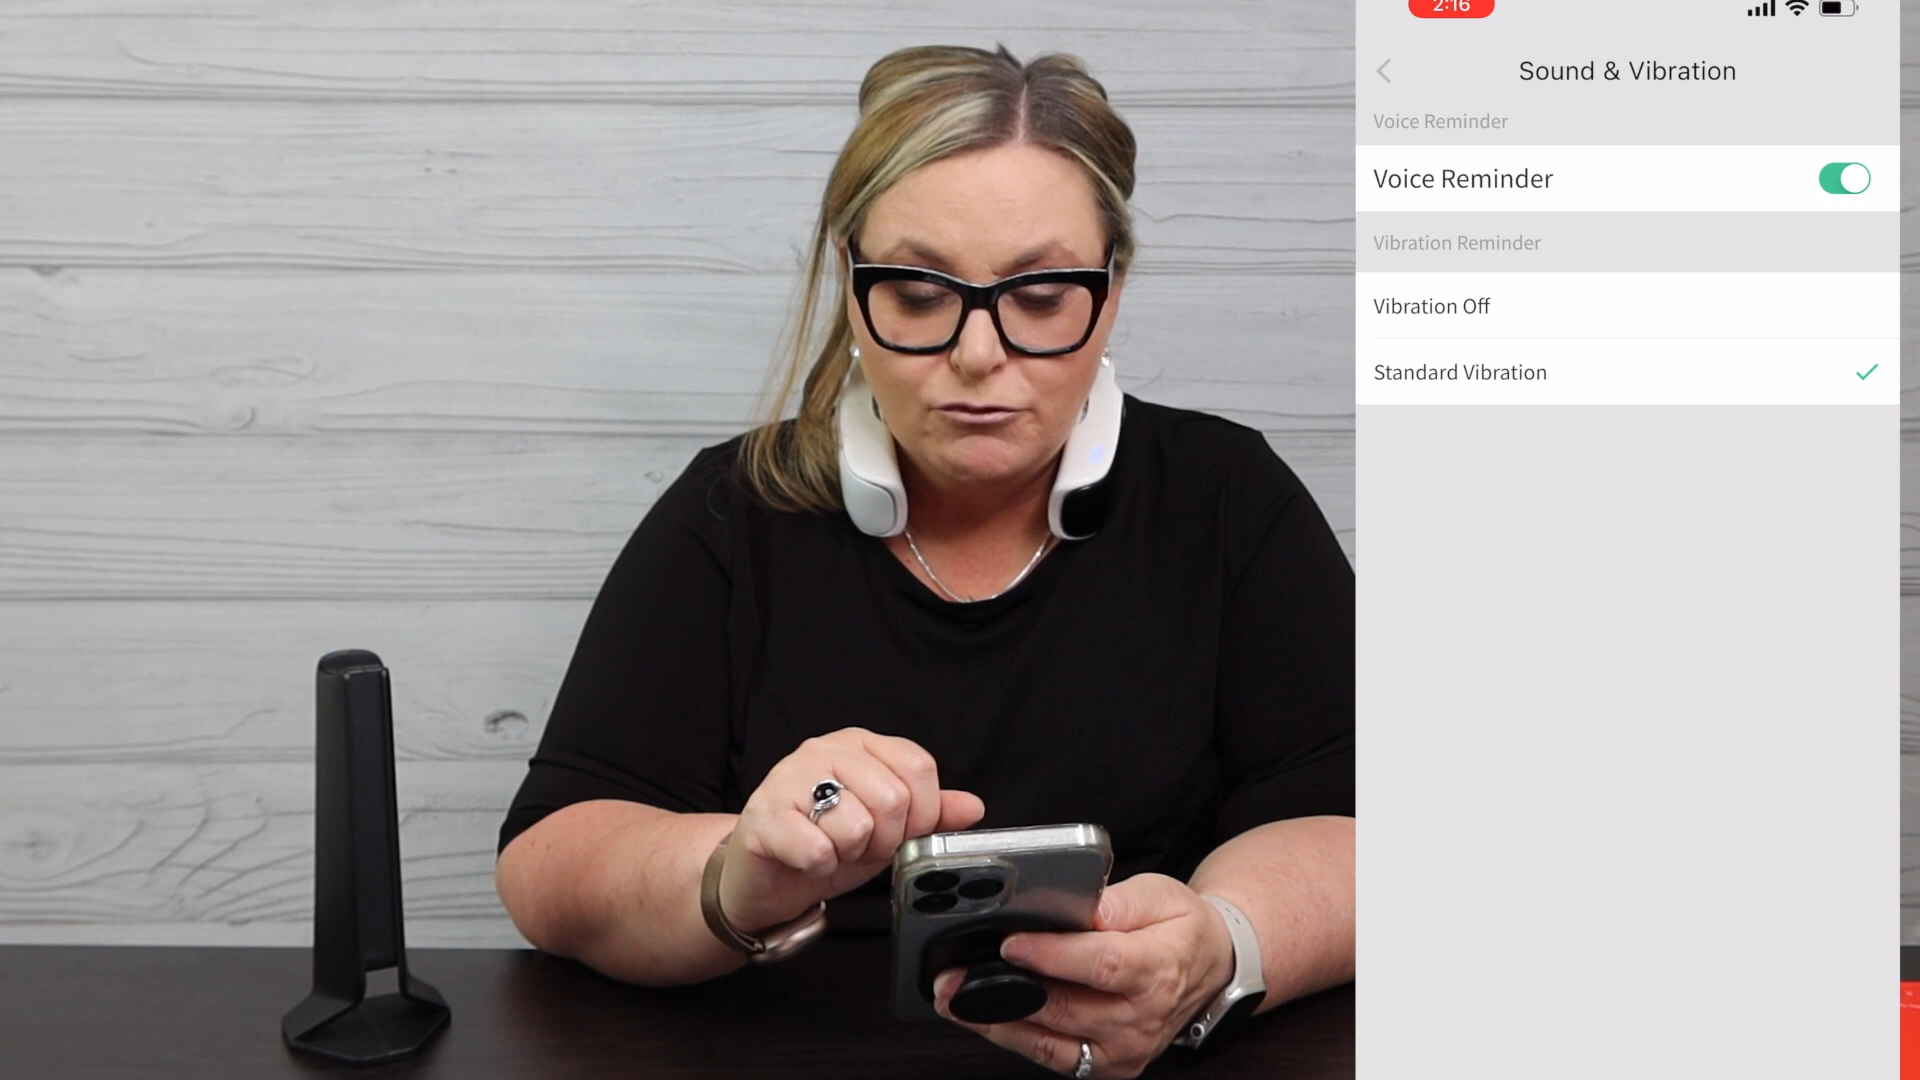 2:16
Sound & Vibration
Voice Reminder
Voice Reminder
Vibration Reminder
Vibration Off
Standard Vibration